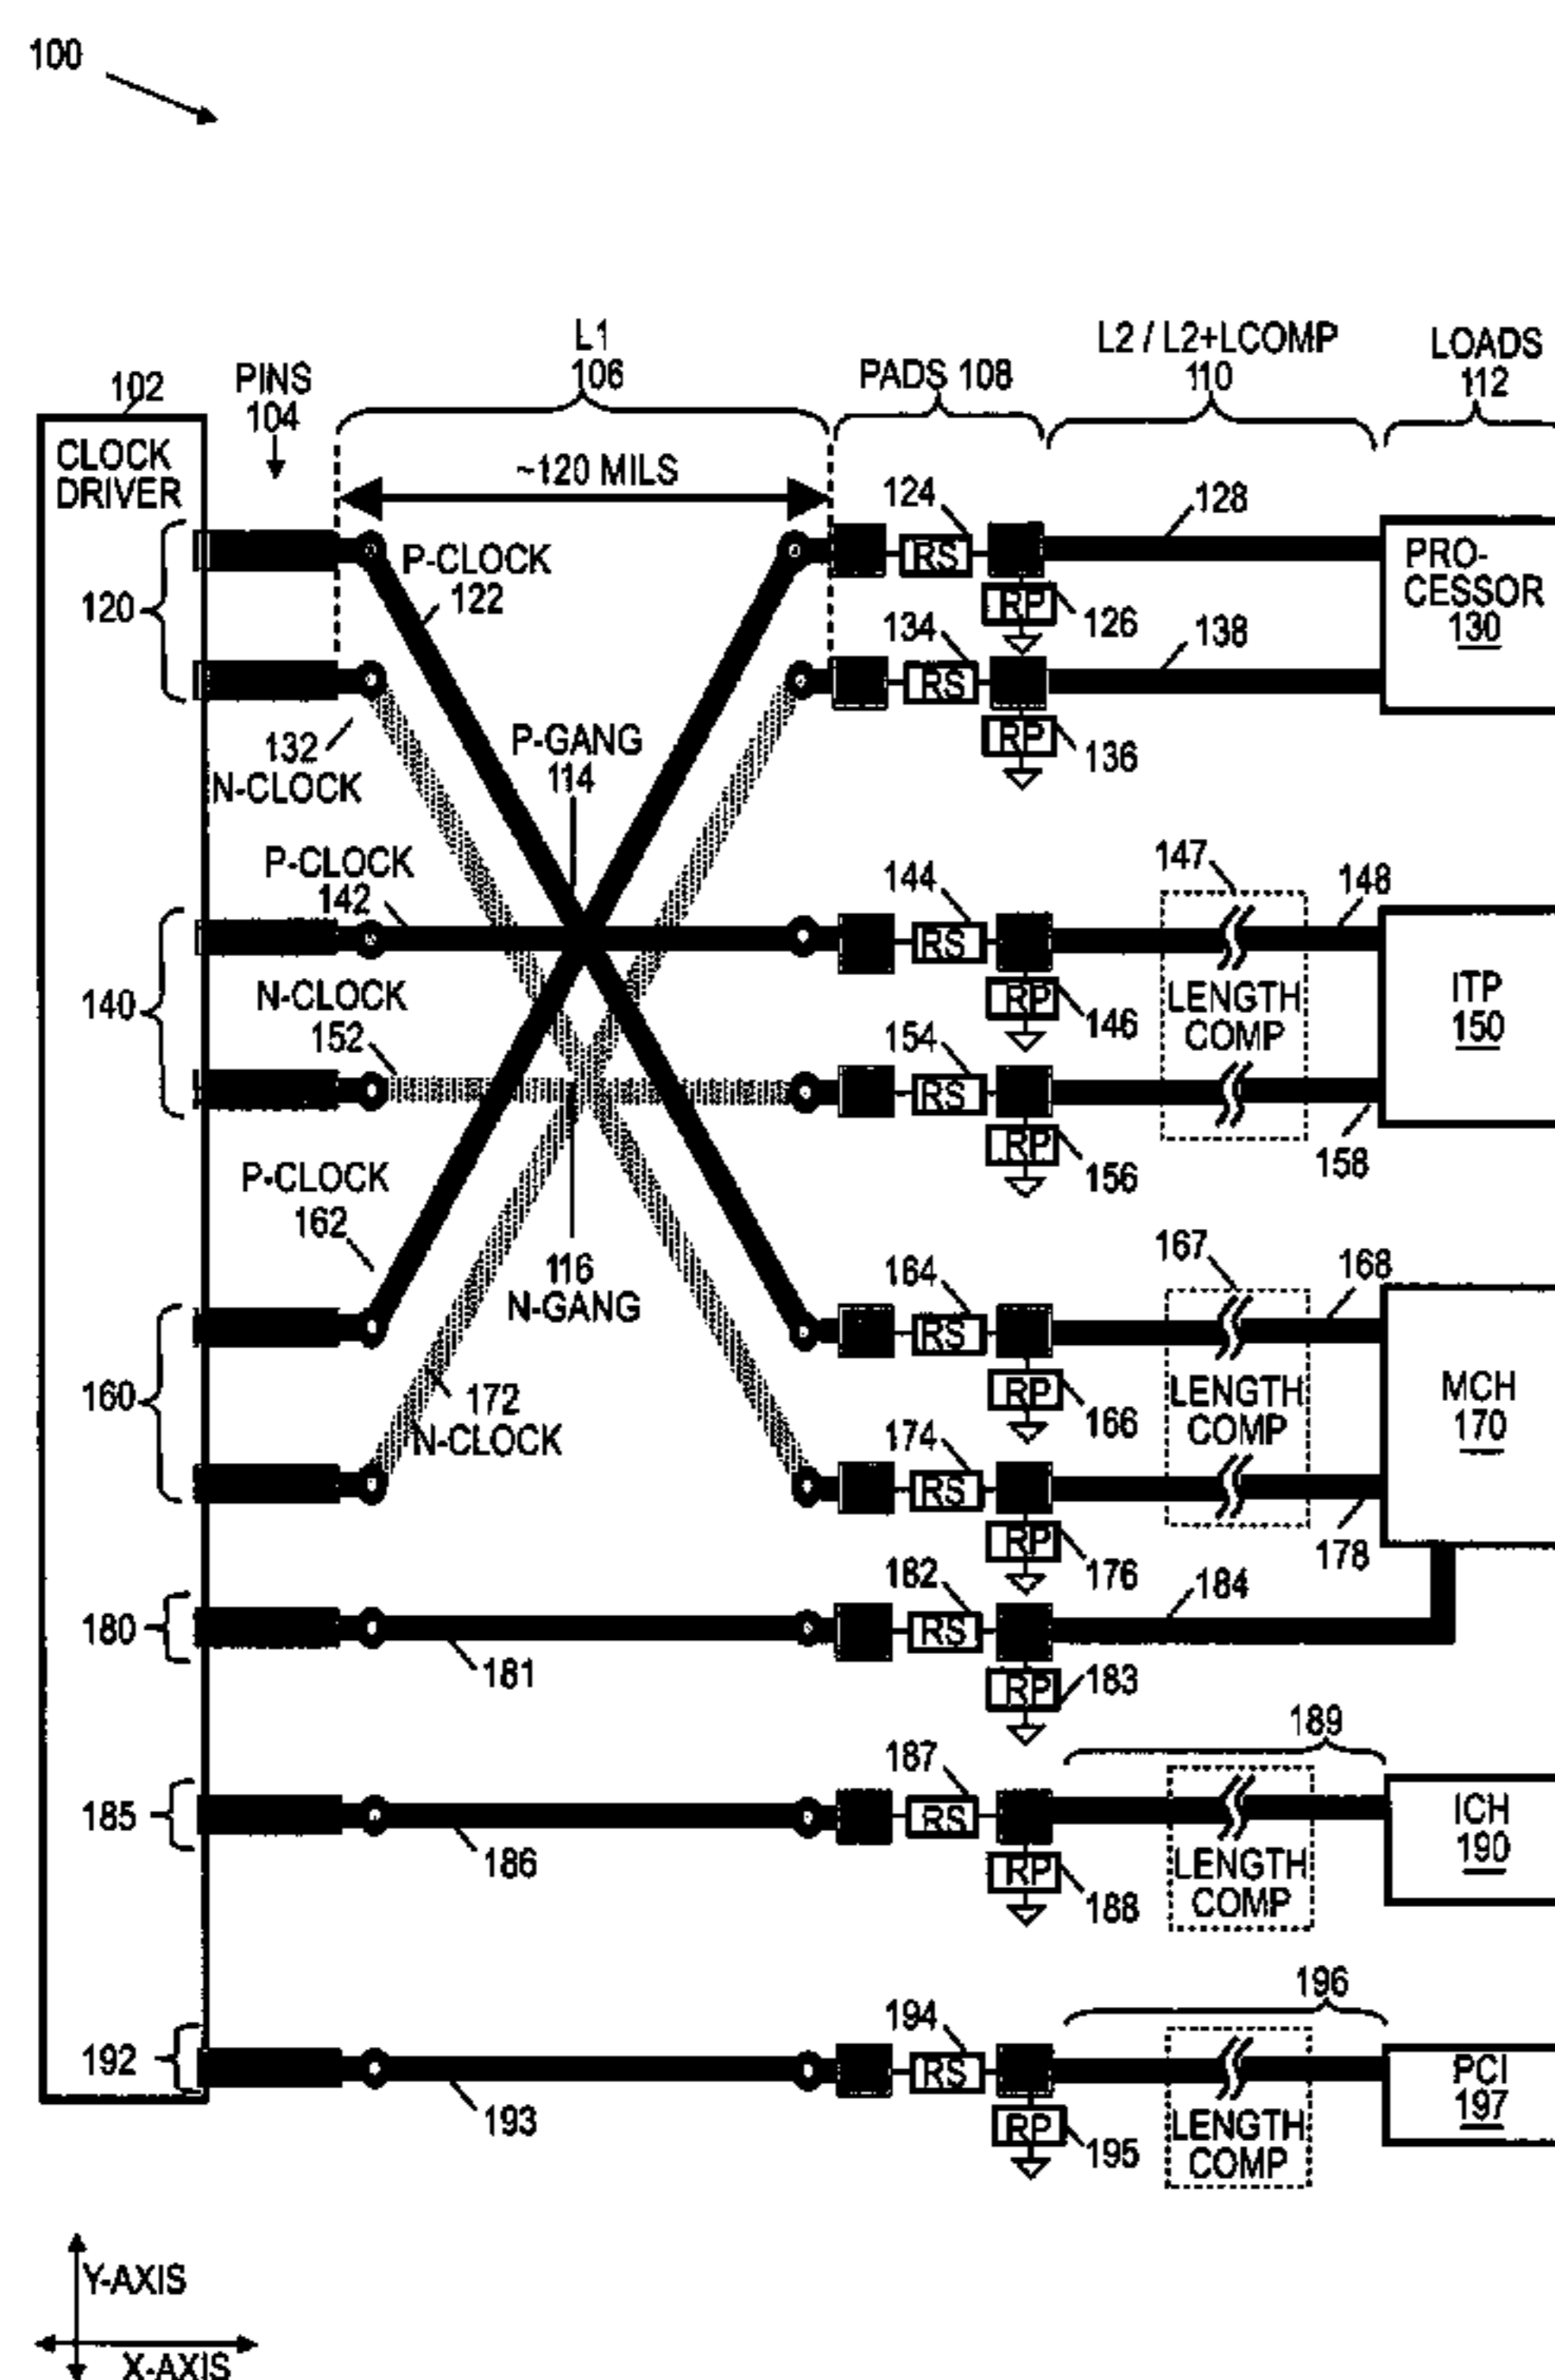 100
L1
106
L2 / L2+LCOMP
110
LOADS
112
PINS
104
PADS 108
102
CLOCK
DRIVER
~120 MILS
124
128
P-CLOCK
122
RS
PRO-
CESSOR
130
120
RP
126
134
138
RS
132
N-CLOCK
P-GANG
114
RP
136
P-CLOCK
142
144
147
148
RS
140
N-CLOCK
152
RP
146
LENGTH
COMP
ITP
150
154
RS
RP
156
158
P-CLOCK
162
116
N-GANG
164
167
168
RS
160
172
N-CLOCK
RP
166
LENGTH
COMP
MCH
170
174
RS
RP
176
178
180
181
182
184
RS
RP
183
189
185
186
187
RS
RP
188
LENGTH
COMP
ICH
190
196
192
193
194
RS
RP
195
LENGTH
COMP
PCI
197
Y-AXIS
X-AXIS